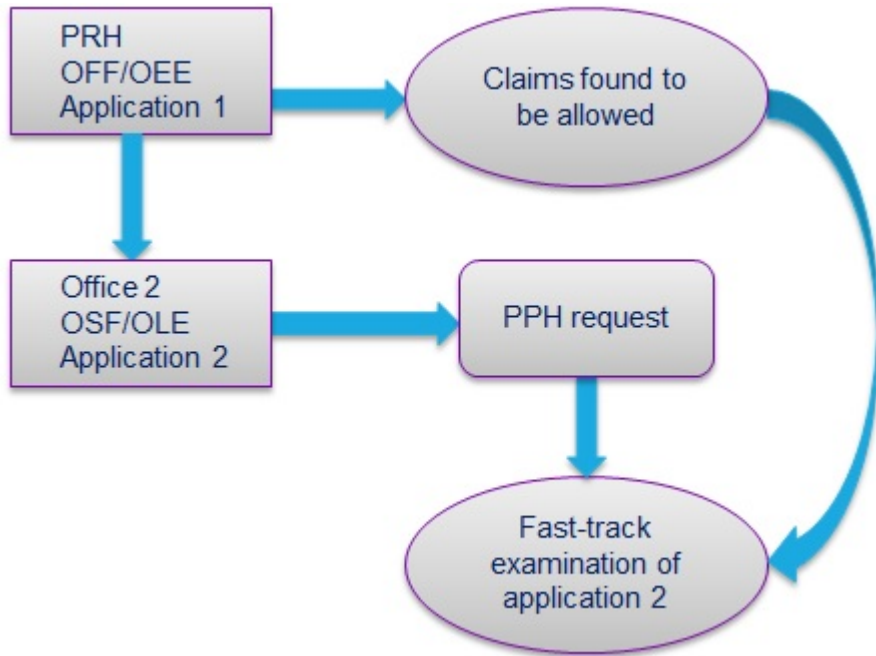 PRH
OFF/OEE
Application 1
Claims found to
be allowed
Office 2
OSF/OLE
Application 2
PPH request
Fast-track
examination of
application 2